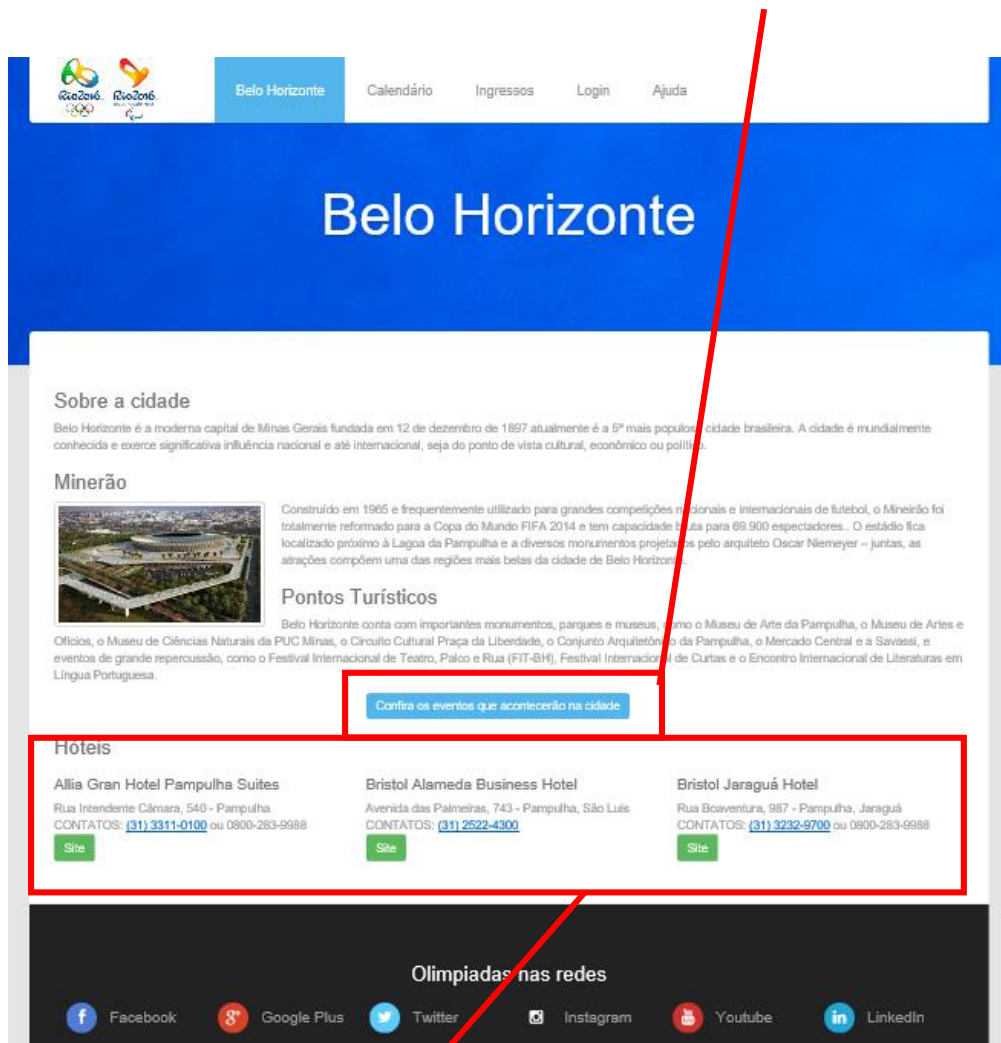 Rio2016. Rio2016.
Belo Horizonte Calendário Ingressos Login Ajuda
Belo Horizonte
Sobre a cidade
Belo Horizonte é a moderna capital de Minas Gerais fundada em 12 de dezembro de 1897 atualmente é a 5ª mais populosa cidade brasileira. A cidade é mundialmente
conhecida e exerce significativa influência nacional e até internacional, seja do ponto de vista cultural, econômico ou político.
Minerão
Construído em 1965 e frequentemente utilizado para grandes competições nacionais e internacionais de futebol, o Mineirão foi
totalmente reformado para a Copa do Mundo FIFA 2014 e tem capacidade bruta para 69.900 espectadores.. O estádio fica
localizado próximo à Lagoa da Pampulha e a diversos monumentos projetados pelo arquiteto Oscar Niemeyer – juntas, as
atrações compõem uma das regiões mais belas da cidade de Belo Horizonte.
Pontos Turísticos
Belo Horizonte conta com importantes monumentos, parques e museus, como o Museu de Arte da Pampulha, o Museu de Artes e
Ofícios, o Museu de Ciências Naturais da PUC Minas, o Circuito Cultural Praça da Liberdade, o Conjunto Arquitetônico da Pampulha, o Mercado Central e a Savassi, e
eventos de grande repercussão, como o Festival Internacional de Teatro, Palco e Rua (FIT-BH), Festival Internacional de Curtas e o Encontro Internacional de Literaturas em
Língua Portuguesa.
Confira os eventos que acontecerão na cidade
Hóteis
Allia Gran Hotel Pampulha Suites
Rua Intendente Câmara, 540 - Pampulha
CONTATOS: (31) 3311-0100 ou 0800-283-9988
Site
Bristol Alameda Business Hotel
Avenida das Palmeiras, 743 - Pampulha, São Luís
CONTATOS: (31) 2522-4300
Site
Bristol Jaraguá Hotel
Rua Boaventura, 987 - Pampulha, Jaraguá
CONTATOS: (31) 3232-9700 ou 0800-283-9988
Site
Olimpiadas nas redes
Facebook Google Plus Twitter Instagram Youtube LinkedIn